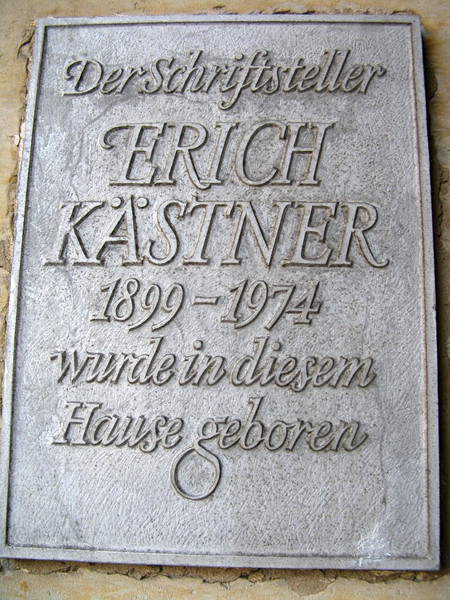 Der Schriftsteller
ERICH
KÄSTNER
1899 – 1974
wurde in diesem
Hause geboren